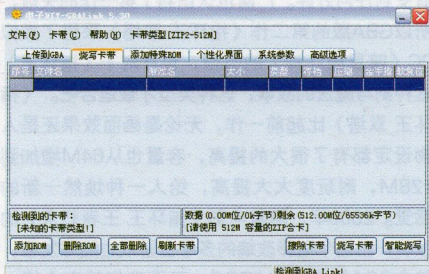 文件(F) 卡带(C) 帮助(H) 卡带类型[ZIP2-512M]
上传到GBA 烧写卡带 添加特殊ROM 个性化界面 系统参数 高级选项
序号 文件名 游戏名 大小 类型
检测到的卡带： 数据(0.00M位/0k字节)剩余(512.00M位/65536k字节)
[未知的卡带类型!] [请使用 512M 容量的ZIP合卡]
添加ROM 删除ROM 全部删除 刷新卡带 擦除卡带 烧写卡带 智能烧写
检测到GBA Link!